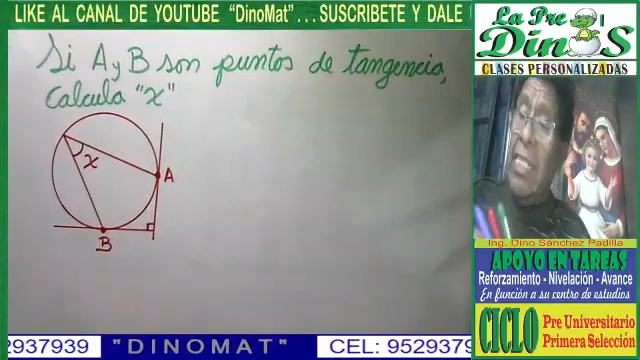 LIKE AL CANAL DE YOUTUBE "DinoMat"... SUSCRIBETE Y DALE
La Pre
DinoS
CLASES PERSONALIZADAS
Si A y B son puntos de tangencia,
Calcula "x"
x
A
B
Ing. Dino Sánchez Padilla
APOYO EN TAREAS
Reforzamiento - Nivelación - Avance
En función a su centro de estudios
CICLO Pre Universitario
Primera Selección
2937939 "DINOMAT" CEL: 9529379